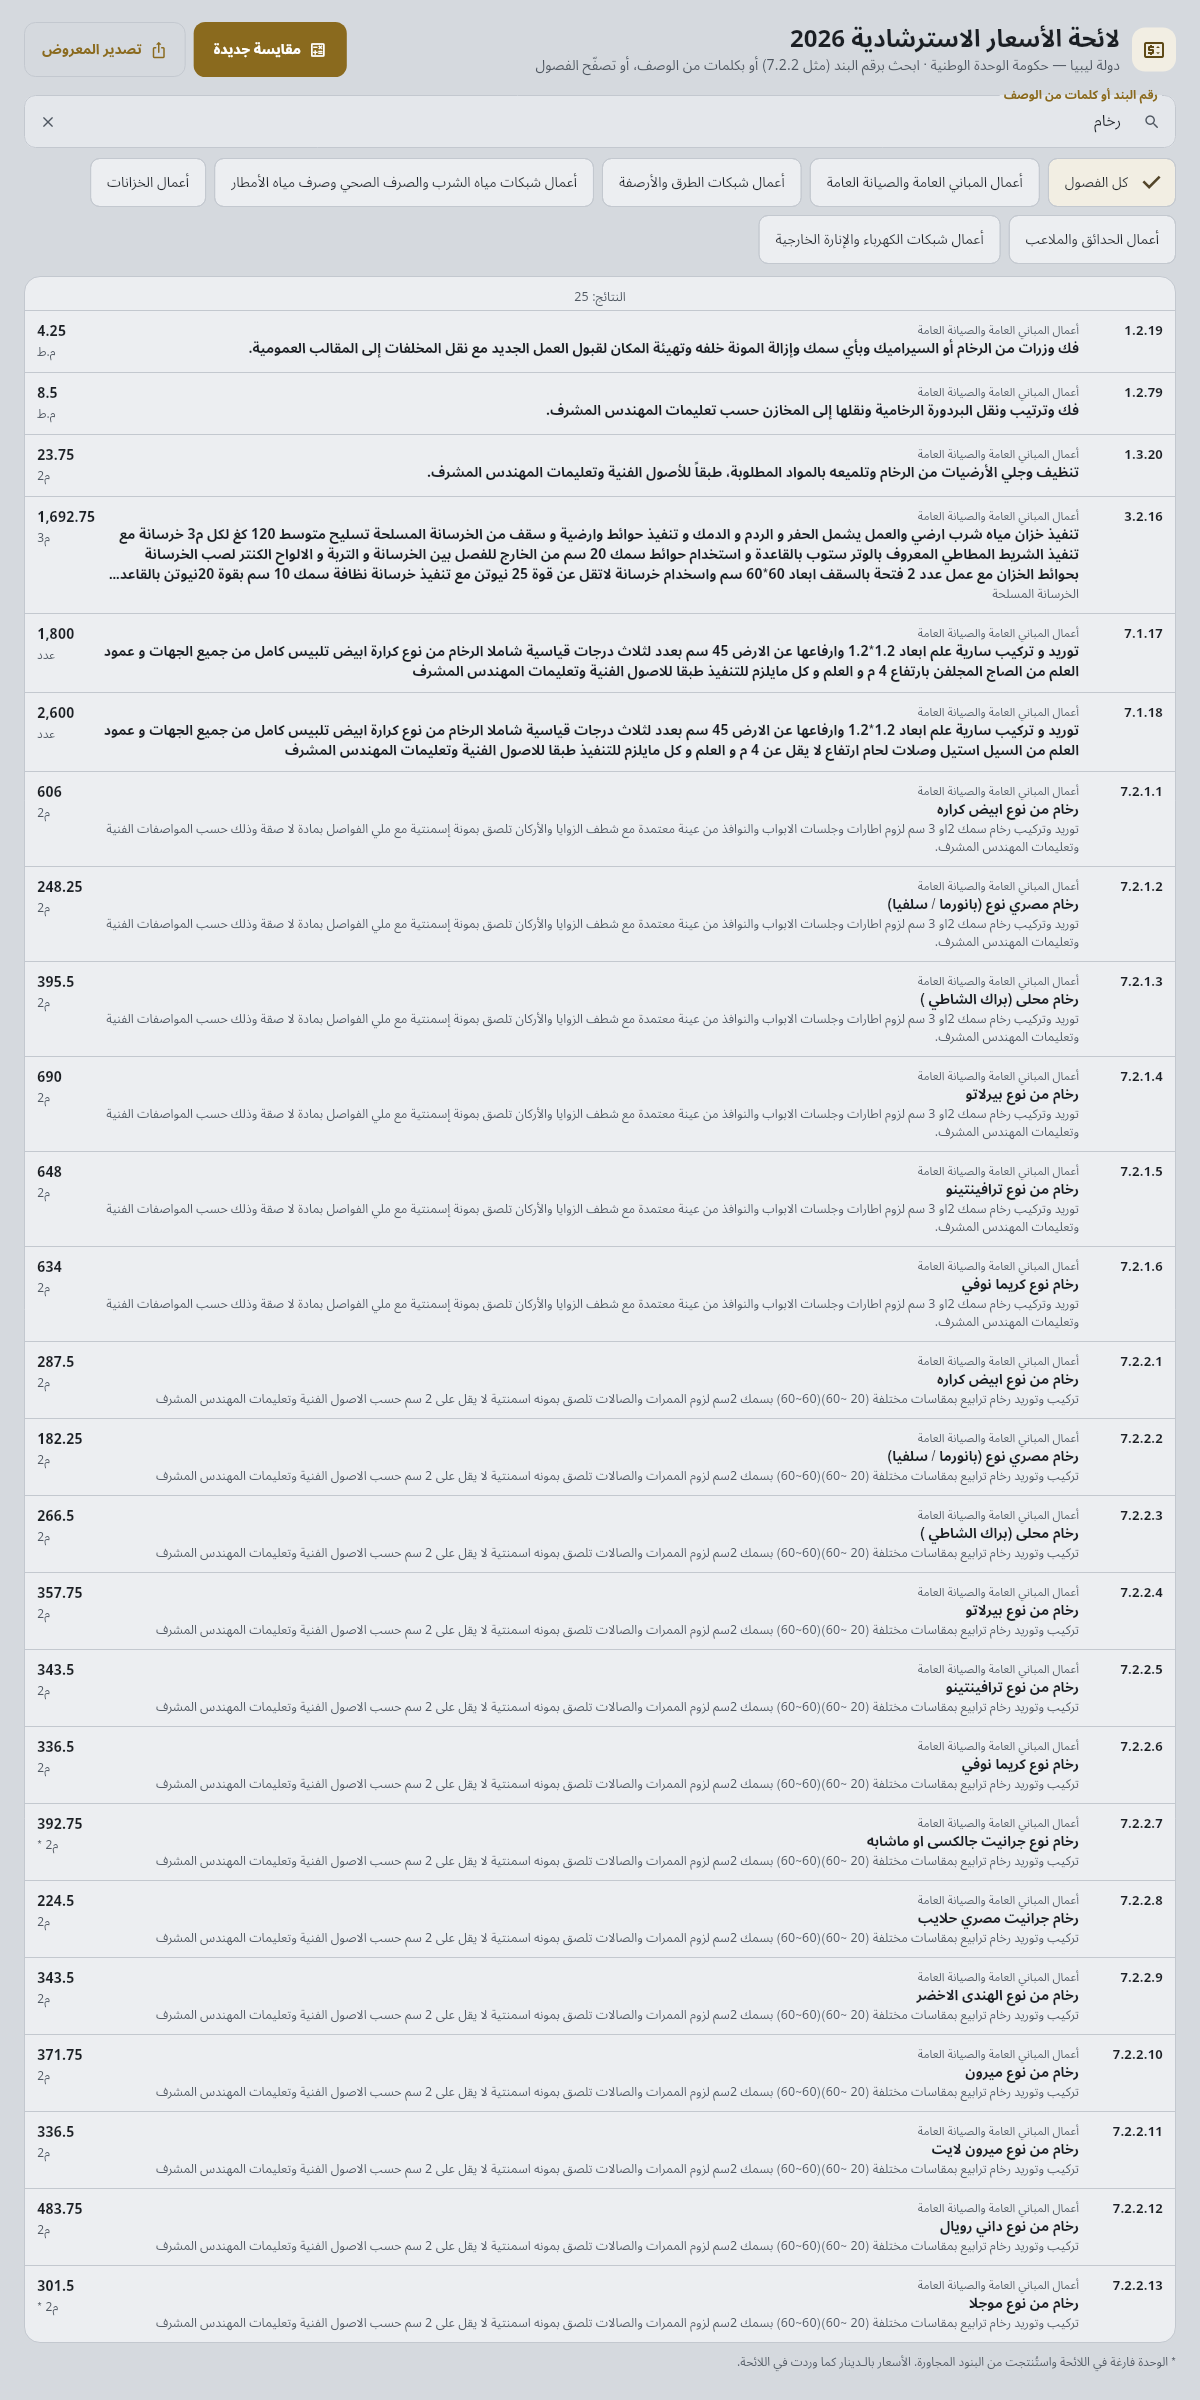 لائحة الأسعار الاسترشادية 2026
دولة ليبيا — حكومة الوحدة الوطنية · ابحث برقم البند (مثل 7.2.2) أو بكلمات من الوصف، أو تصفّح الفصول
مقايسة جديدة
تصدير المعروض
رقم البند أو كلمات من الوصف
رخام
كل الفصول
أعمال المباني العامة والصيانة العامة
أعمال شبكات الطرق والأرصفة
أعمال شبكات مياه الشرب والصرف الصحي وصرف مياه الأمطار
أعمال الخزانات
أعمال الحدائق والملاعب
أعمال شبكات الكهرباء والإنارة الخارجية
النتائج: 25
1.2.19
أعمال المباني العامة والصيانة العامة
فك وزرات من الرخام أو السيراميك وبأي سمك وإزالة المونة خلفه وتهيئة المكان لقبول العمل الجديد مع نقل المخلفات إلى المقالب العمومية.
4.25
م.ط
1.2.79
أعمال المباني العامة والصيانة العامة
فك وترتيب ونقل البردورة الرخامية ونقلها إلى المخازن حسب تعليمات المهندس المشرف.
8.5
م.ط
1.3.20
أعمال المباني العامة والصيانة العامة
تنظيف وجلي الأرضيات من الرخام وتلميعه بالمواد المطلوبة، طبقاً للأصول الفنية وتعليمات المهندس المشرف.
23.75
م2
3.2.16
أعمال المباني العامة والصيانة العامة
تنفيذ خزان مياه شرب ارضي والعمل يشمل الحفر و الردم و الدمك و تنفيذ حوائط وارضية و سقف من الخرسانة المسلحة تسليح متوسط 120 كغ لكل م3 خرسانة مع
تنفيذ الشريط المطاطي المعروف بالوتر ستوب بالقاعدة و استخدام حوائط سمك 20 سم من الخارج للفصل بين الخرسانة و التربة و الالواح الكنتر لصب الخرسانة
بحوائط الخزان مع عمل عدد 2 فتحة بالسقف ابعاد 60*60 سم واسخدام خرسانة لاتقل عن قوة 25 نيوتن مع تنفيذ خرسانة نظافة سمك 10 سم بقوة 20نيوتن بالقاعد...
الخرسانة المسلحة
1,692.75
م3
7.1.17
أعمال المباني العامة والصيانة العامة
توريد و تركيب سارية علم ابعاد 1.2*1.2 وارفاعها عن الارض 45 سم بعدد لثلاث درجات قياسية شاملا الرخام من نوع كرارة ابيض تلبيس كامل من جميع الجهات و عمود
العلم من الصاج المجلفن بارتفاع 4 م و العلم و كل مايلزم للتنفيذ طبقا للاصول الفنية وتعليمات المهندس المشرف
1,800
عدد
7.1.18
أعمال المباني العامة والصيانة العامة
توريد و تركيب سارية علم ابعاد 1.2*1.2 وارفاعها عن الارض 45 سم بعدد لثلاث درجات قياسية شاملا الرخام من نوع كرارة ابيض تلبيس كامل من جميع الجهات و عمود
العلم من السيل استيل وصلات لحام ارتفاع لا يقل عن 4 م و العلم و كل مايلزم للتنفيذ طبقا للاصول الفنية وتعليمات المهندس المشرف
2,600
عدد
7.2.1.1
أعمال المباني العامة والصيانة العامة
رخام من نوع ابيض كراره
توريد وتركيب رخام سمك 2او 3 سم لزوم اطارات وجلسات الابواب والنوافذ من عينة معتمدة مع شطف الزوايا والأركان تلصق بمونة إسمنتية مع ملي الفواصل بمادة لا صقة وذلك حسب المواصفات الفنية
وتعليمات المهندس المشرف.
606
م2
7.2.1.2
أعمال المباني العامة والصيانة العامة
رخام مصري نوع (بانورما / سلفيا)
توريد وتركيب رخام سمك 2او 3 سم لزوم اطارات وجلسات الابواب والنوافذ من عينة معتمدة مع شطف الزوايا والأركان تلصق بمونة إسمنتية مع ملي الفواصل بمادة لا صقة وذلك حسب المواصفات الفنية
وتعليمات المهندس المشرف.
248.25
م2
7.2.1.3
أعمال المباني العامة والصيانة العامة
رخام محلى (براك الشاطي )
توريد وتركيب رخام سمك 2او 3 سم لزوم اطارات وجلسات الابواب والنوافذ من عينة معتمدة مع شطف الزوايا والأركان تلصق بمونة إسمنتية مع ملي الفواصل بمادة لا صقة وذلك حسب المواصفات الفنية
وتعليمات المهندس المشرف.
395.5
م2
7.2.1.4
أعمال المباني العامة والصيانة العامة
رخام من نوع بيرلاتو
توريد وتركيب رخام سمك 2او 3 سم لزوم اطارات وجلسات الابواب والنوافذ من عينة معتمدة مع شطف الزوايا والأركان تلصق بمونة إسمنتية مع ملي الفواصل بمادة لا صقة وذلك حسب المواصفات الفنية
وتعليمات المهندس المشرف.
690
م2
7.2.1.5
أعمال المباني العامة والصيانة العامة
رخام من نوع ترافينتينو
توريد وتركيب رخام سمك 2او 3 سم لزوم اطارات وجلسات الابواب والنوافذ من عينة معتمدة مع شطف الزوايا والأركان تلصق بمونة إسمنتية مع ملي الفواصل بمادة لا صقة وذلك حسب المواصفات الفنية
وتعليمات المهندس المشرف.
648
م2
7.2.1.6
أعمال المباني العامة والصيانة العامة
رخام نوع كريما نوفي
توريد وتركيب رخام سمك 2او 3 سم لزوم اطارات وجلسات الابواب والنوافذ من عينة معتمدة مع شطف الزوايا والأركان تلصق بمونة إسمنتية مع ملي الفواصل بمادة لا صقة وذلك حسب المواصفات الفنية
وتعليمات المهندس المشرف.
634
م2
7.2.2.1
أعمال المباني العامة والصيانة العامة
رخام من نوع ابيض كراره
تركيب وتوريد رخام ترابيع بمقاسات مختلفة (20 ~60)(60~60) بسمك 2سم لزوم الممرات والصالات تلصق بمونه اسمنتية لا يقل على 2 سم حسب الاصول الفنية وتعليمات المهندس المشرف
287.5
م2
7.2.2.2
أعمال المباني العامة والصيانة العامة
رخام مصري نوع (بانورما / سلفيا)
تركيب وتوريد رخام ترابيع بمقاسات مختلفة (20 ~60)(60~60) بسمك 2سم لزوم الممرات والصالات تلصق بمونه اسمنتية لا يقل على 2 سم حسب الاصول الفنية وتعليمات المهندس المشرف
182.25
م2
7.2.2.3
أعمال المباني العامة والصيانة العامة
رخام محلى (براك الشاطي )
تركيب وتوريد رخام ترابيع بمقاسات مختلفة (20 ~60)(60~60) بسمك 2سم لزوم الممرات والصالات تلصق بمونه اسمنتية لا يقل على 2 سم حسب الاصول الفنية وتعليمات المهندس المشرف
266.5
م2
7.2.2.4
أعمال المباني العامة والصيانة العامة
رخام من نوع بيرلاتو
تركيب وتوريد رخام ترابيع بمقاسات مختلفة (20 ~60)(60~60) بسمك 2سم لزوم الممرات والصالات تلصق بمونه اسمنتية لا يقل على 2 سم حسب الاصول الفنية وتعليمات المهندس المشرف
357.75
م2
7.2.2.5
أعمال المباني العامة والصيانة العامة
رخام من نوع ترافينتينو
تركيب وتوريد رخام ترابيع بمقاسات مختلفة (20 ~60)(60~60) بسمك 2سم لزوم الممرات والصالات تلصق بمونه اسمنتية لا يقل على 2 سم حسب الاصول الفنية وتعليمات المهندس المشرف
343.5
م2
7.2.2.6
أعمال المباني العامة والصيانة العامة
رخام نوع كريما نوفي
تركيب وتوريد رخام ترابيع بمقاسات مختلفة (20 ~60)(60~60) بسمك 2سم لزوم الممرات والصالات تلصق بمونه اسمنتية لا يقل على 2 سم حسب الاصول الفنية وتعليمات المهندس المشرف
336.5
م2
7.2.2.7
أعمال المباني العامة والصيانة العامة
رخام نوع جرانيت جالكسى او ماشابه
تركيب وتوريد رخام ترابيع بمقاسات مختلفة (20 ~60)(60~60) بسمك 2سم لزوم الممرات والصالات تلصق بمونه اسمنتية لا يقل على 2 سم حسب الاصول الفنية وتعليمات المهندس المشرف
392.75
م2 *
7.2.2.8
أعمال المباني العامة والصيانة العامة
رخام جرانيت مصري حلايب
تركيب وتوريد رخام ترابيع بمقاسات مختلفة (20 ~60)(60~60) بسمك 2سم لزوم الممرات والصالات تلصق بمونه اسمنتية لا يقل على 2 سم حسب الاصول الفنية وتعليمات المهندس المشرف
224.5
م2
7.2.2.9
أعمال المباني العامة والصيانة العامة
رخام من نوع الهندى الاخضر
تركيب وتوريد رخام ترابيع بمقاسات مختلفة (20 ~60)(60~60) بسمك 2سم لزوم الممرات والصالات تلصق بمونه اسمنتية لا يقل على 2 سم حسب الاصول الفنية وتعليمات المهندس المشرف
343.5
م2
7.2.2.10
أعمال المباني العامة والصيانة العامة
رخام من نوع ميرون
تركيب وتوريد رخام ترابيع بمقاسات مختلفة (20 ~60)(60~60) بسمك 2سم لزوم الممرات والصالات تلصق بمونه اسمنتية لا يقل على 2 سم حسب الاصول الفنية وتعليمات المهندس المشرف
371.75
م2
7.2.2.11
أعمال المباني العامة والصيانة العامة
رخام من نوع ميرون لايت
تركيب وتوريد رخام ترابيع بمقاسات مختلفة (20 ~60)(60~60) بسمك 2سم لزوم الممرات والصالات تلصق بمونه اسمنتية لا يقل على 2 سم حسب الاصول الفنية وتعليمات المهندس المشرف
336.5
م2
7.2.2.12
أعمال المباني العامة والصيانة العامة
رخام من نوع داني رويال
تركيب وتوريد رخام ترابيع بمقاسات مختلفة (20 ~60)(60~60) بسمك 2سم لزوم الممرات والصالات تلصق بمونه اسمنتية لا يقل على 2 سم حسب الاصول الفنية وتعليمات المهندس المشرف
483.75
م2
7.2.2.13
أعمال المباني العامة والصيانة العامة
رخام من نوع موجلا
تركيب وتوريد رخام ترابيع بمقاسات مختلفة (20 ~60)(60~60) بسمك 2سم لزوم الممرات والصالات تلصق بمونه اسمنتية لا يقل على 2 سم حسب الاصول الفنية وتعليمات المهندس المشرف
301.5
م2 *
* الوحدة فارغة في اللائحة واستُنتجت من البنود المجاورة. الأسعار بالـدينار كما وردت في اللائحة.